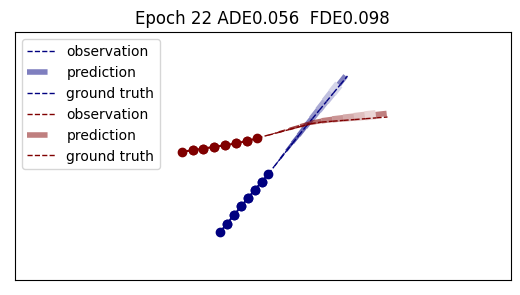 Epoch 22 ADE0.056  FDE0.098
observation
prediction
ground truth
observation
prediction
ground truth